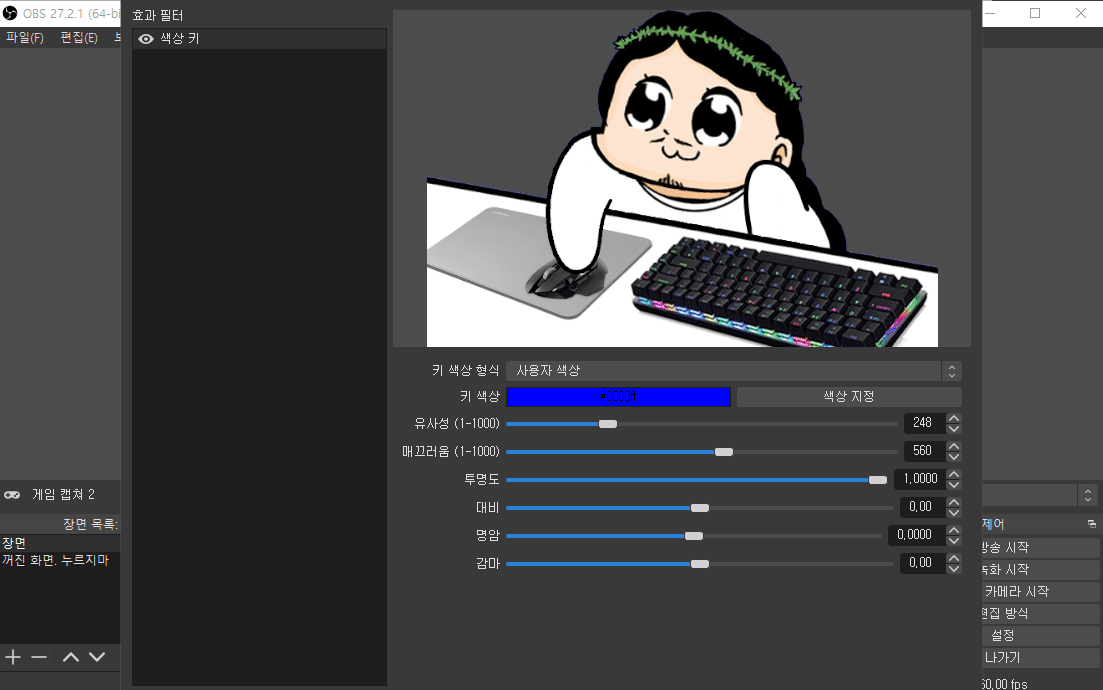 OBS 27.2.1 (64-bi
파일(F) 편집(E) 보
효과 필터
색상 키
키 색상 형식 사용자 색상
키 색상 #0000ff 색상 지정
유사성 (1-1000) 248
매끄러움 (1-1000) 560
투명도 1.0000
대비 0.00
명암 0.0000
감마 0.00
게임 캡쳐 2
장면 목록:
장면
꺼진 화면. 누르지마
제어
방송 시작
녹화 시작
카메라 시작
편집 방식
설정
나가기
60.00 fps